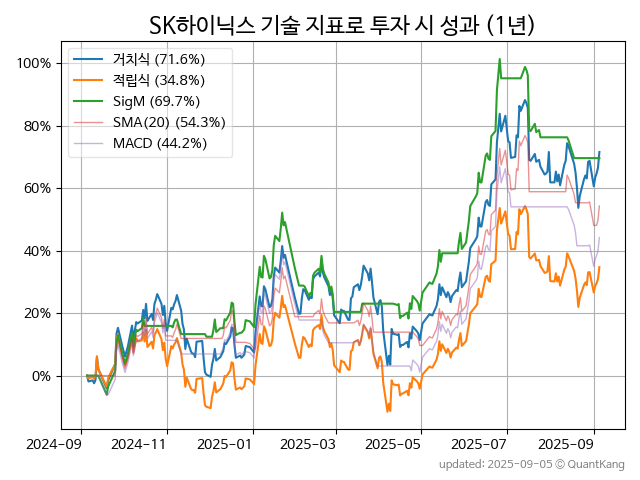 SK하이닉스 기술 지표로 투자 시 성과 (1년)
거치식 (71.6%)
적립식 (34.8%)
SigM (69.7%)
SMA(20) (54.3%)
MACD (44.2%)
100%
80%
60%
40%
20%
0%
2024-09 2024-11 2025-01 2025-03 2025-05 2025-07 2025-09
updated: 2025-09-05 © QuantKang